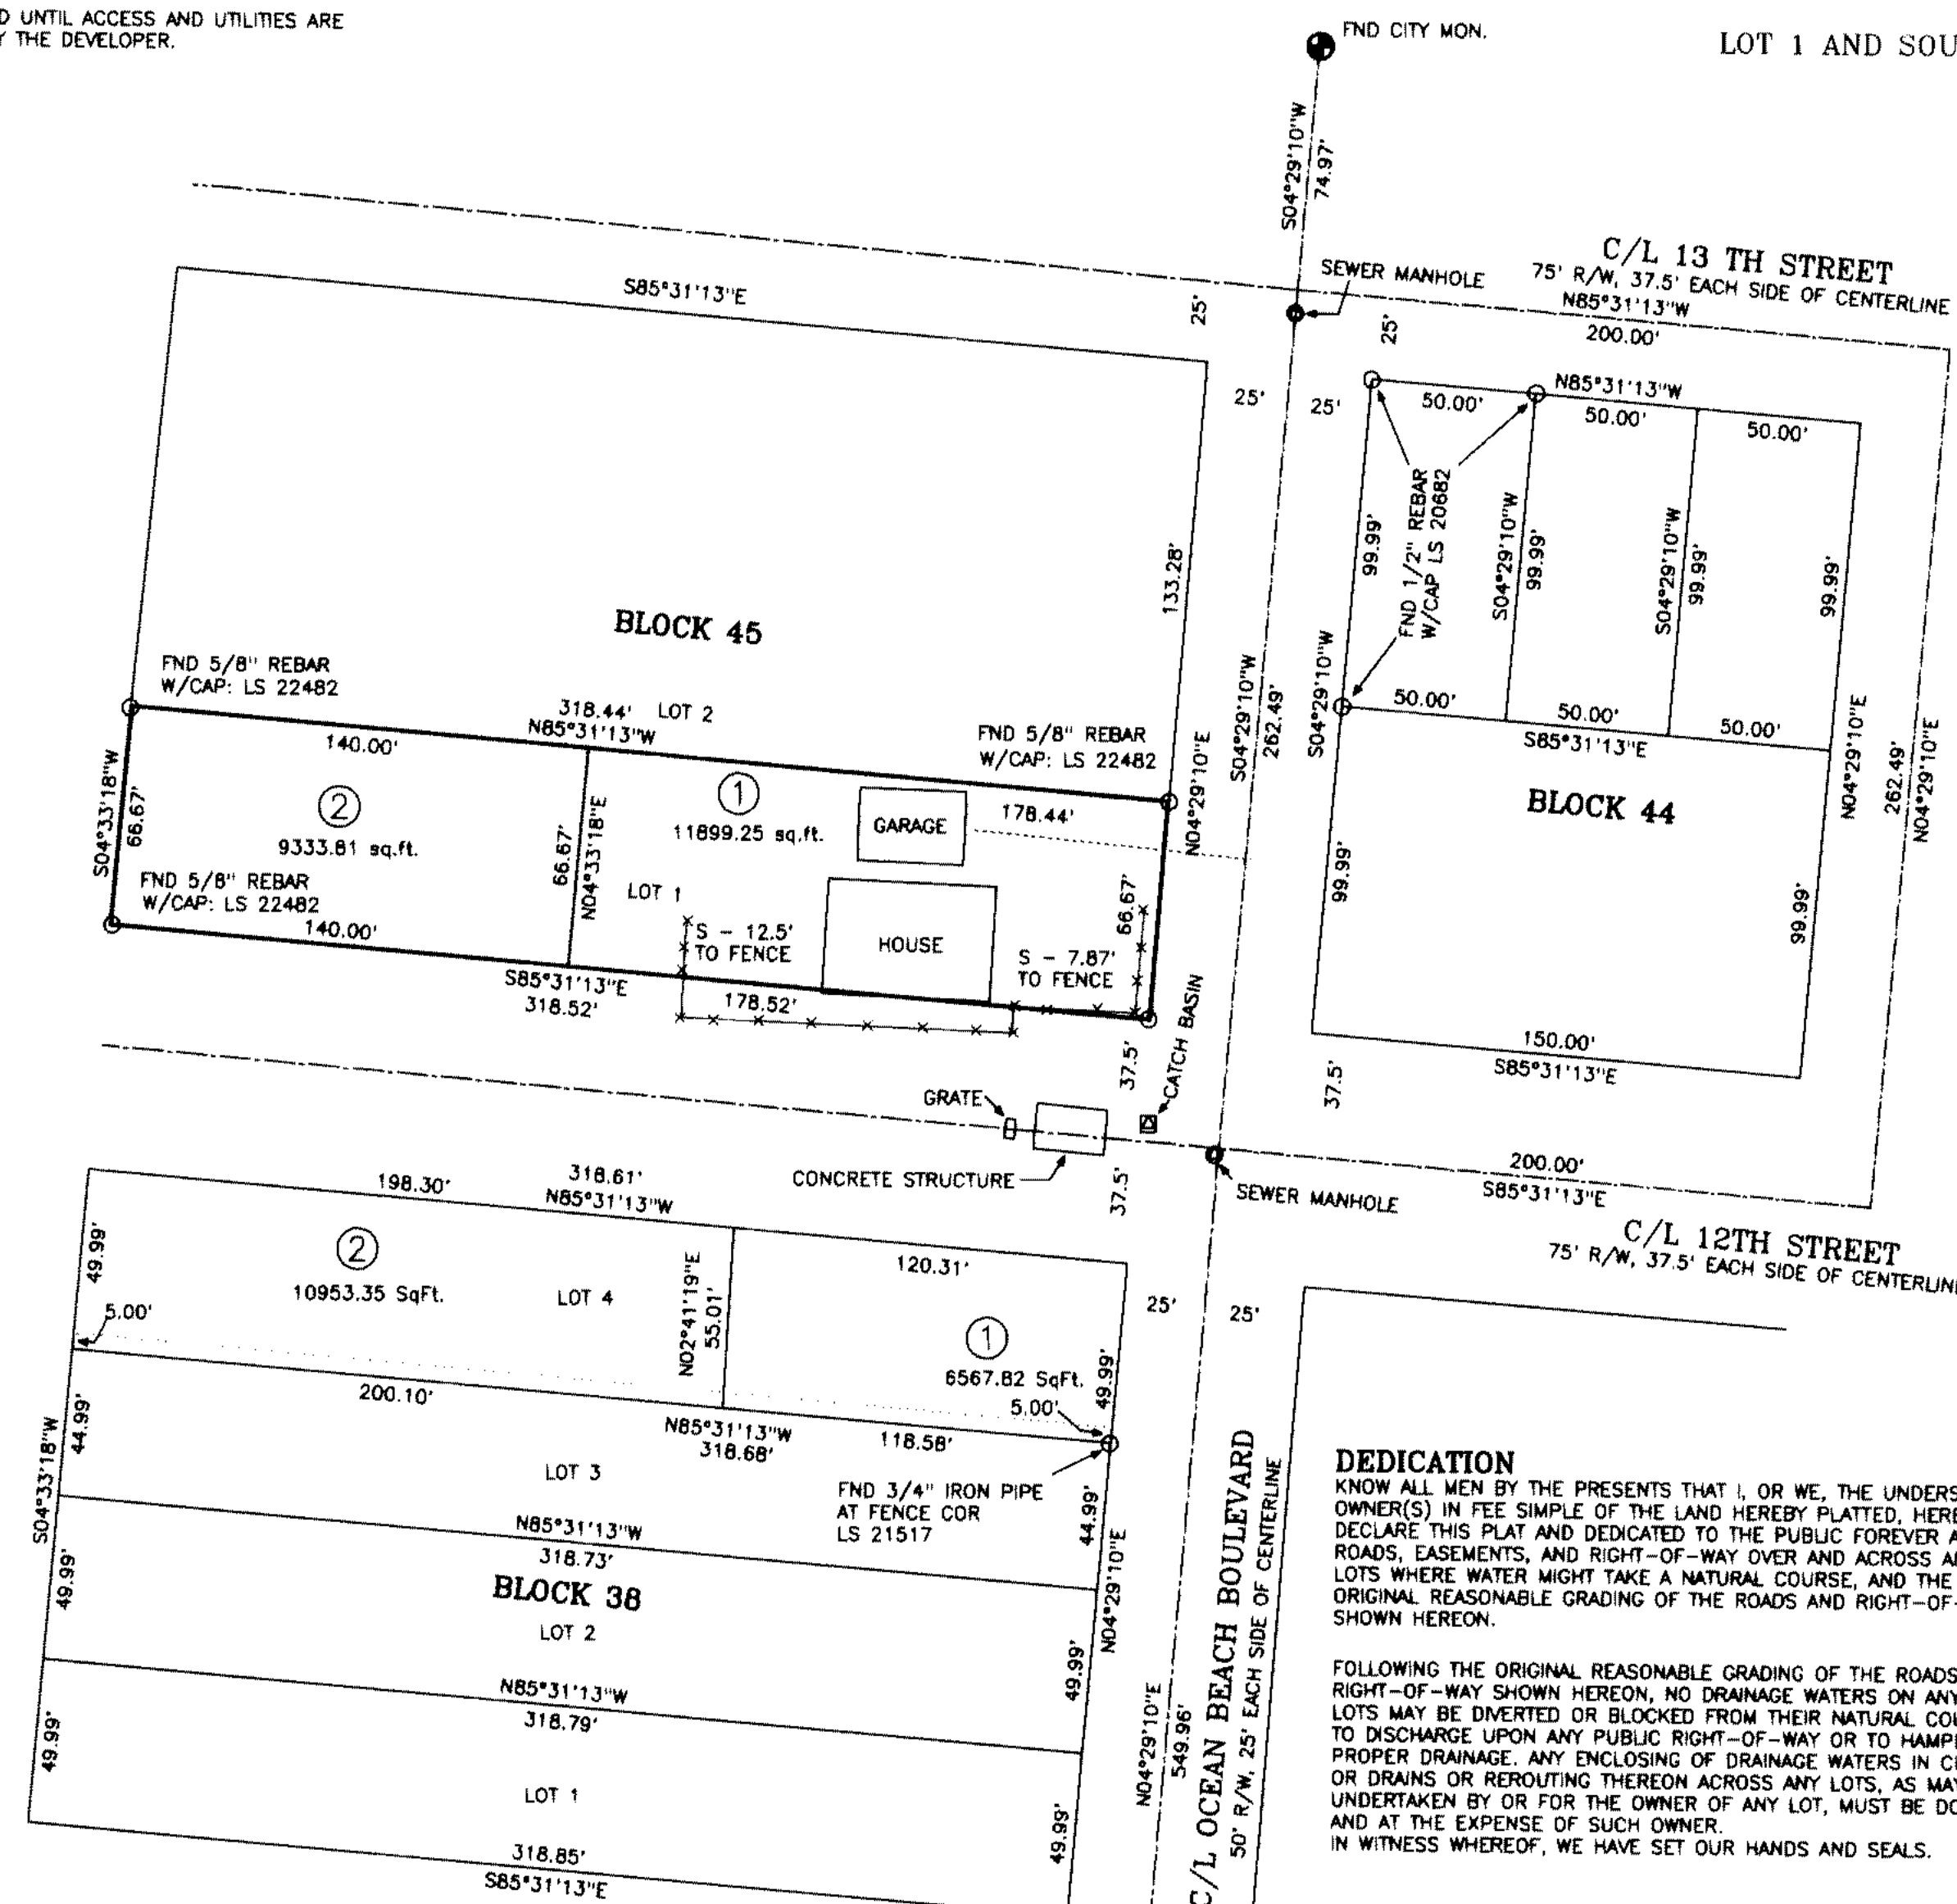 D UNTIL ACCESS AND UTILITIES ARE
Y THE DEVELOPER.
FND CITY MON.
LOT 1 AND SOU
S04°29'10"W
74.97'
C/L 13 TH STREET
75' R/W, 37.5' EACH SIDE OF CENTERLINE
N85°31'13"W
200.00'
SEWER MANHOLE
S85°31'13"E
25'
25'
25'
25'
N85°31'13"W
50.00'
50.00'
50.00'
FND 1/2" REBAR
W/CAP LS 20682
99.99'
S04°29'10"W
99.99'
S04°29'10"W
99.99'
99.99'
133.28'
BLOCK 45
FND 5/8" REBAR
W/CAP: LS 22482
318.44'
LOT 2
N85°31'13"W
140.00'
FND 5/8" REBAR
W/CAP: LS 22482
N04°29'10"E
S04°29'10"W
262.49'
S04°29'10"W
50.00'
50.00'
50.00'
S85°31'13"E
N04°29'10"E
262.49'
N04°29'10"E
BLOCK 44
S04°33'18"W
66.67'
2
9333.81 sq.ft.
66.67'
N04°33'18"E
1
11899.25 sq.ft.
GARAGE
178.44'
LOT 1
FND 5/8" REBAR
W/CAP: LS 22482
140.00'
S - 12.5'
TO FENCE
HOUSE
S - 7.87'
TO FENCE
66.67'
99.99'
99.99'
S85°31'13"E
318.52'
178.52'
37.5'
CATCH BASIN
37.5'
150.00'
S85°31'13"E
GRATE
CONCRETE STRUCTURE
37.5'
SEWER MANHOLE
200.00'
S85°31'13"E
C/L 12TH STREET
75' R/W, 37.5' EACH SIDE OF CENTERLIN
198.30'
318.61'
N85°31'13"W
49.99'
2
10953.35 SqFt.
LOT 4
N02°41'19"E
55.01'
120.31'
1
6567.82 SqFt.
49.99'
25'
25'
5.00'
5.00'
200.10'
N85°31'13"W
318.68'
118.58'
S04°33'18"W
44.99'
LOT 3
FND 3/4" IRON PIPE
AT FENCE COR
LS 21517
44.99'
N04°29'10"E
N85°31'13"W
318.73'
BLOCK 38
LOT 2
49.99'
49.99'
N85°31'13"W
318.79'
49.99'
LOT 1
49.99'
318.85'
S85°31'13"E
N04°29'10"E
549.96'
C/L OCEAN BEACH BOULEVARD
50' R/W, 25' EACH SIDE OF CENTERLINE
DEDICATION
KNOW ALL MEN BY THE PRESENTS THAT I, OR WE, THE UNDERS
OWNER(S) IN FEE SIMPLE OF THE LAND HEREBY PLATTED, HERE
DECLARE THIS PLAT AND DEDICATED TO THE PUBLIC FOREVER A
ROADS, EASEMENTS, AND RIGHT-OF-WAY OVER AND ACROSS A
LOTS WHERE WATER MIGHT TAKE A NATURAL COURSE, AND THE
ORIGINAL REASONABLE GRADING OF THE ROADS AND RIGHT-OF-
SHOWN HEREON.
FOLLOWING THE ORIGINAL REASONABLE GRADING OF THE ROADS
RIGHT-OF-WAY SHOWN HEREON, NO DRAINAGE WATERS ON ANY
LOTS MAY BE DIVERTED OR BLOCKED FROM THEIR NATURAL CO
TO DISCHARGE UPON ANY PUBLIC RIGHT-OF-WAY OR TO HAMP
PROPER DRAINAGE. ANY ENCLOSING OF DRAINAGE WATERS IN C
OR DRAINS OR REROUTING THEREON ACROSS ANY LOTS, AS MA
UNDERTAKEN BY OR FOR THE OWNER OF ANY LOT, MUST BE DO
AND AT THE EXPENSE OF SUCH OWNER.
IN WITNESS WHEREOF, WE HAVE SET OUR HANDS AND SEALS.